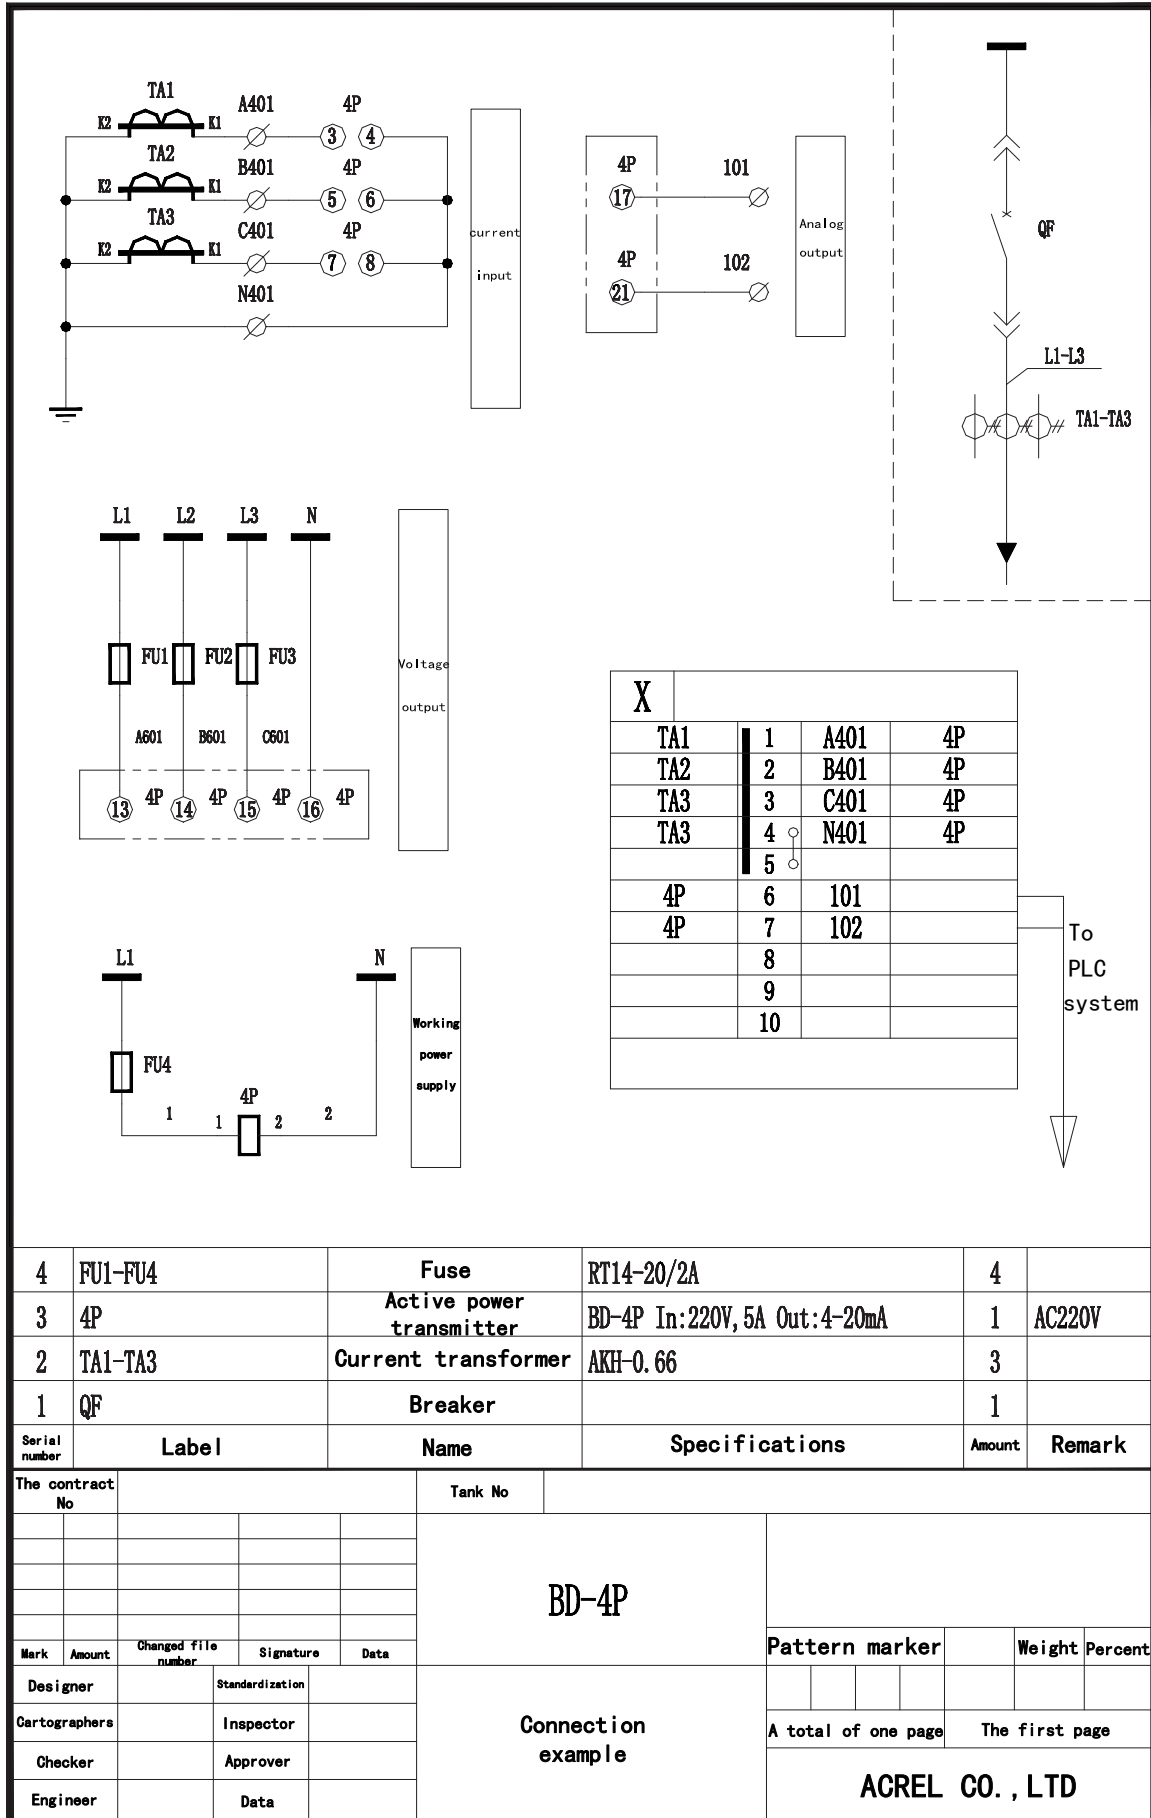 TA1
A401
4P
K2
K1
3
4
TA2
B401
4P
K2
K1
5
6
TA3
C401
4P
K2
K1
7
8
N401
current
input
4P
101
17
4P
102
21
Analog
output
QF
L1-L3
TA1-TA3
L1
L2
L3
N
FU1
FU2
FU3
A601
B601
C601
13
4P
14
4P
15
4P
16
4P
Voltage
output
L1
N
FU4
4P
1
1
2
2
Working
power
supply
X
TA1 1 A401 4P
TA2 2 B401 4P
TA3 3 C401 4P
TA3 4 N401 4P
5
4P 6 101
4P 7 102
8
9
10
To
PLC
system
4 FU1-FU4 Fuse RT14-20/2A 4
3 4P Active power transmitter BD-4P In:220V,5A Out:4-20mA 1 AC220V
2 TA1-TA3 Current transformer AKH-0.66 3
1 QF Breaker 1
Serial number Label Name Specifications Amount Remark
The contract No
Tank No
BD-4P
Mark Amount Changed file number Signature Data
Pattern marker Weight Percent
Designer Standardization
Cartographers Inspector
Checker Approver
Engineer Data
Connection
example
A total of one page The first page
ACREL CO.,LTD